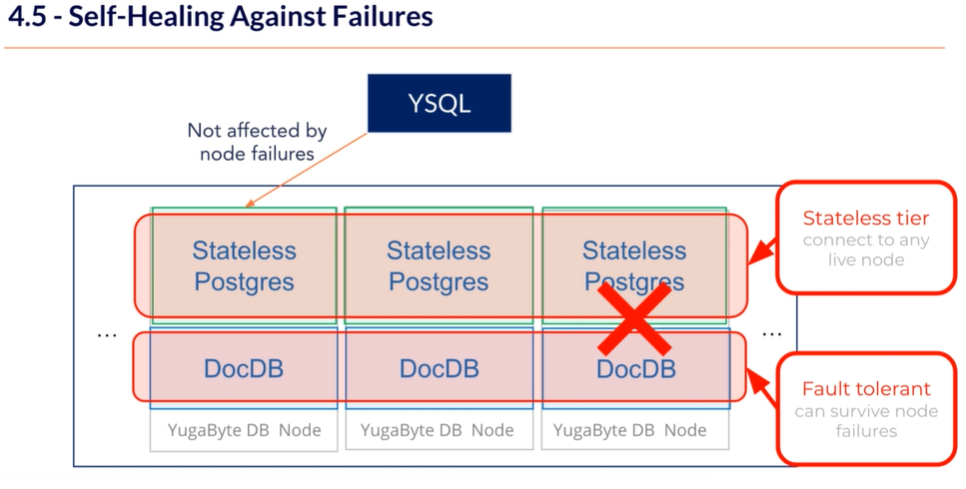 4.5 - Self-Healing Against Failures
YSQL
Not affected by
node failures
Stateless
Postgres
Stateless
Postgres
Stateless
Postgres
Stateless tier
connect to any
live node
...
...
DocDB
DocDB
DocDB
Fault tolerant
can survive node
failures
YugaByte DB Node
YugaByte DB Node
YugaByte DB Node